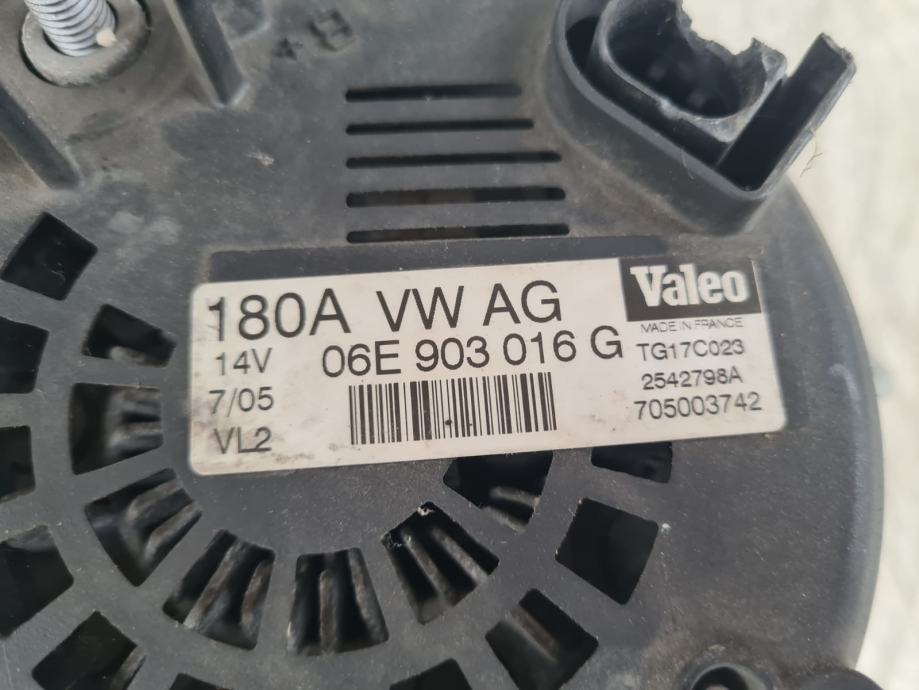 180A VW AG
Valeo
MADE IN FRANCE
14V
06E 903 016 G
TG17C023
7/05
2542798A
VL2
705003742